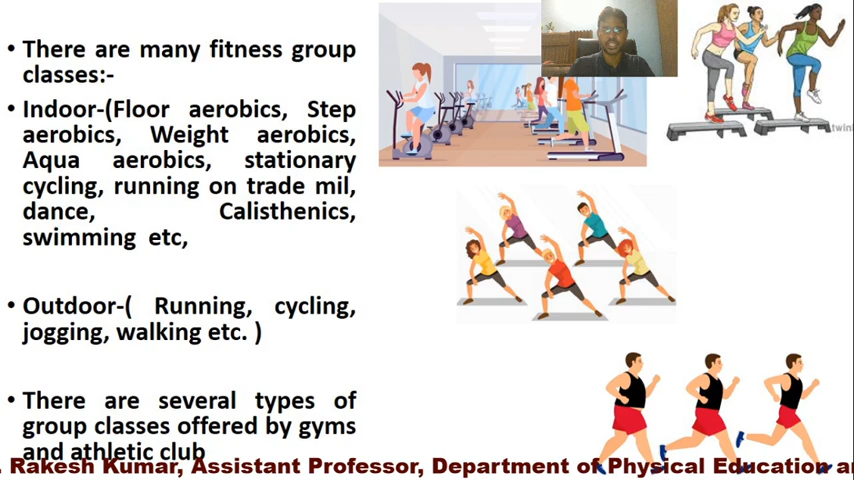 • There are many fitness group
classes:-
• Indoor-(Floor aerobics, Step
aerobics, Weight aerobics,
Aqua aerobics, stationary
cycling, running on trade mil,
dance, Calisthenics,
swimming etc,
• Outdoor-( Running, cycling,
jogging, walking etc. )
• There are several types of
group classes offered by gyms
and athletic club
. Rakesh Kumar, Assistant Professor, Department of Physical Education